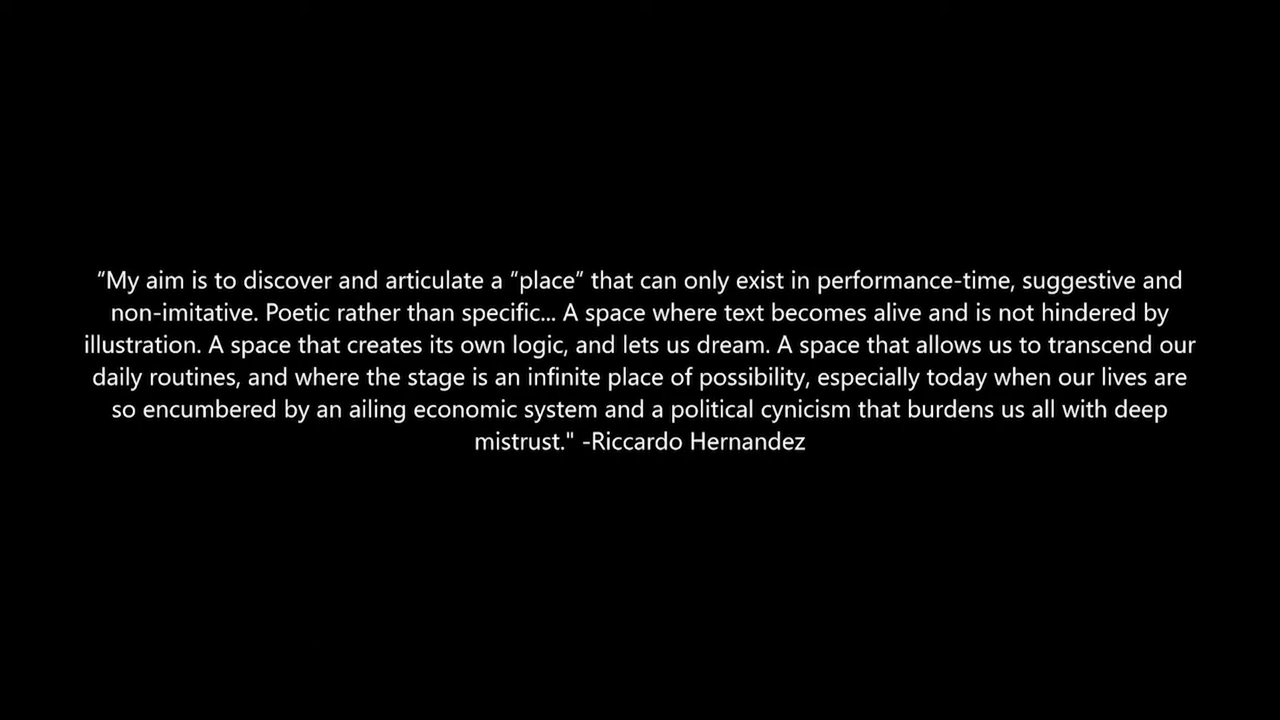 "My aim is to discover and articulate a “place” that can only exist in performance-time, suggestive and
non-imitative. Poetic rather than specific... A space where text becomes alive and is not hindered by
illustration. A space that creates its own logic, and lets us dream. A space that allows us to transcend our
daily routines, and where the stage is an infinite place of possibility, especially today when our lives are
so encumbered by an ailing economic system and a political cynicism that burdens us all with deep
mistrust." -Riccardo Hernandez